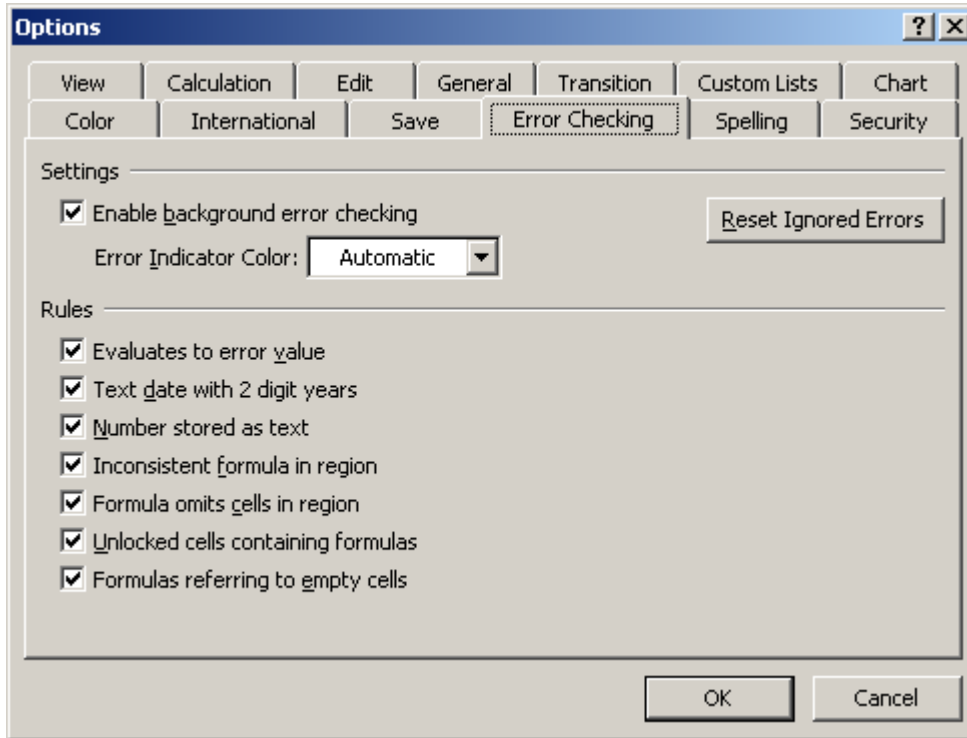 Options
View Calculation Edit General Transition Custom Lists Chart
Color International Save Error Checking Spelling Security
Settings
Enable background error checking
Reset Ignored Errors
Error Indicator Color: Automatic
Rules
Evaluates to error value
Text date with 2 digit years
Number stored as text
Inconsistent formula in region
Formula omits cells in region
Unlocked cells containing formulas
Formulas referring to empty cells
OK Cancel